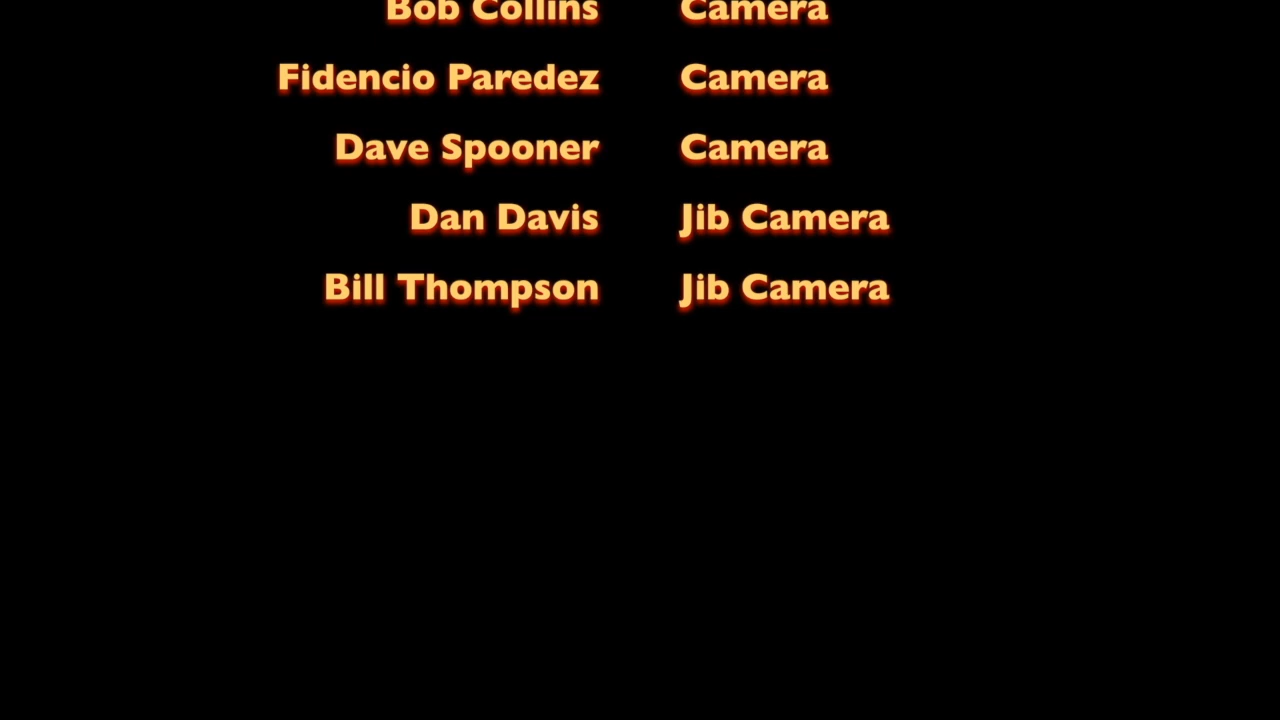 Bob Collins Camera
Fidencio Paredez Camera
Dave Spooner Camera
Dan Davis Jib Camera
Bill Thompson Jib Camera